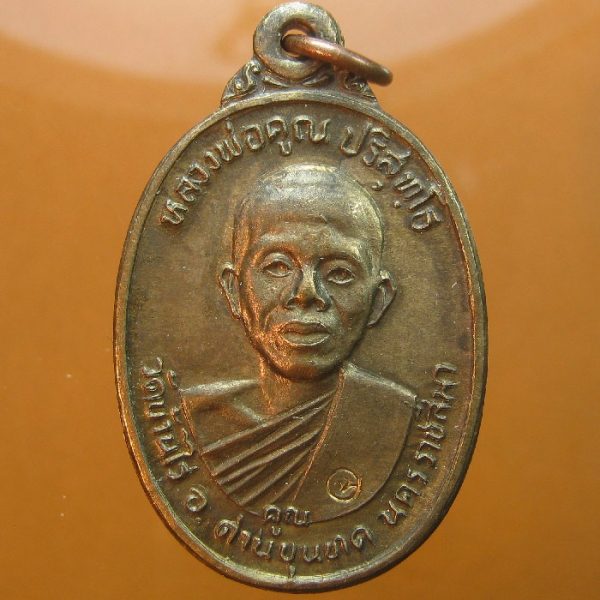 หลวงพ่อคูณ ปริสุทฺโธ
คูณ
วัดบ้านไร่ อ.ด่านขุนทด นครราชสีมา